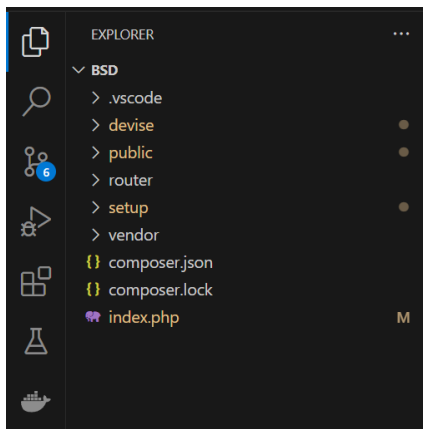 EXPLORER ...
BSD
.vscode
devise
public
router
setup
vendor
{} composer.json
{} composer.lock
index.php M
6